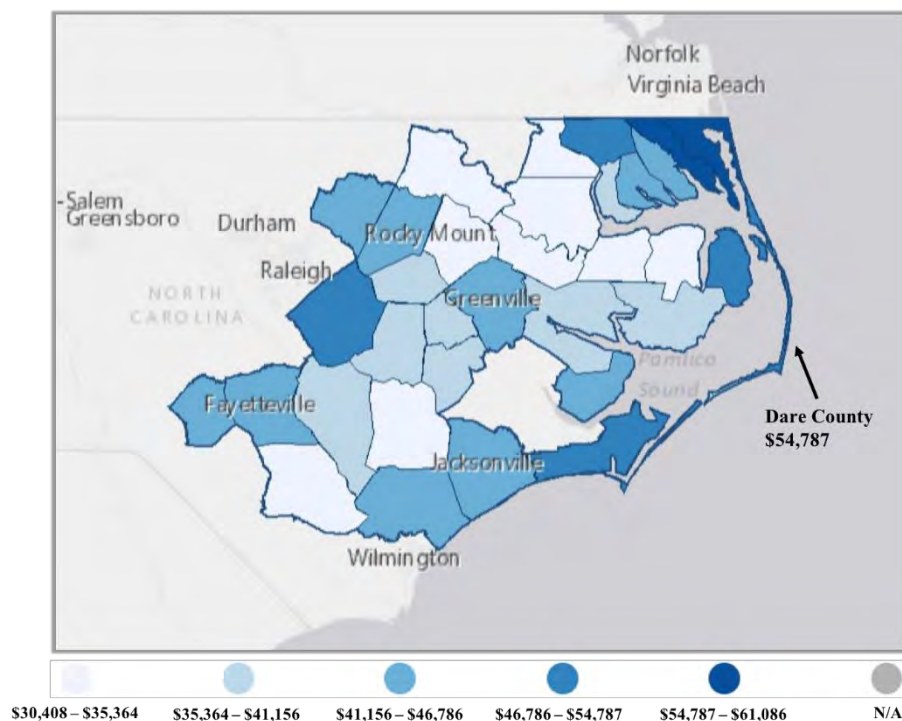 Norfolk
Virginia Beach
-Salem
Greensboro
Durham
Rocky Mount
Raleigh
NORTH
CAROLINA
Greenville
Pamlico
Sound
Fayetteville
Dare County
$54,787
Jacksonville
Wilmington
$30,408 – $35,364
$35,364 – $41,156
$41,156 – $46,786
$46,786 – $54,787
$54,787 – $61,086
N/A